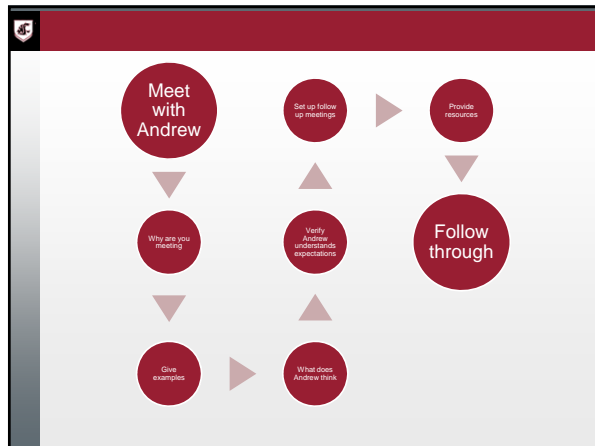 Meet
with
Andrew
Why are you
meeting
Give
examples
What does
Andrew think
Verify
Andrew
understands
expectations
Set up follow
up meetings
Provide
resources
Follow
through